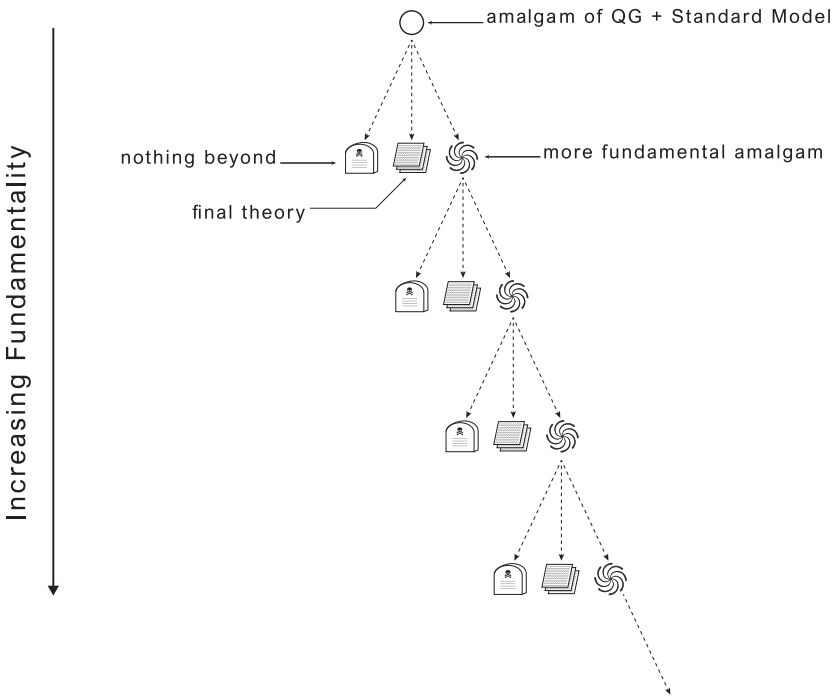 amalgam of QG + Standard Model
nothing beyond
more fundamental amalgam
final theory
Increasing Fundamentality